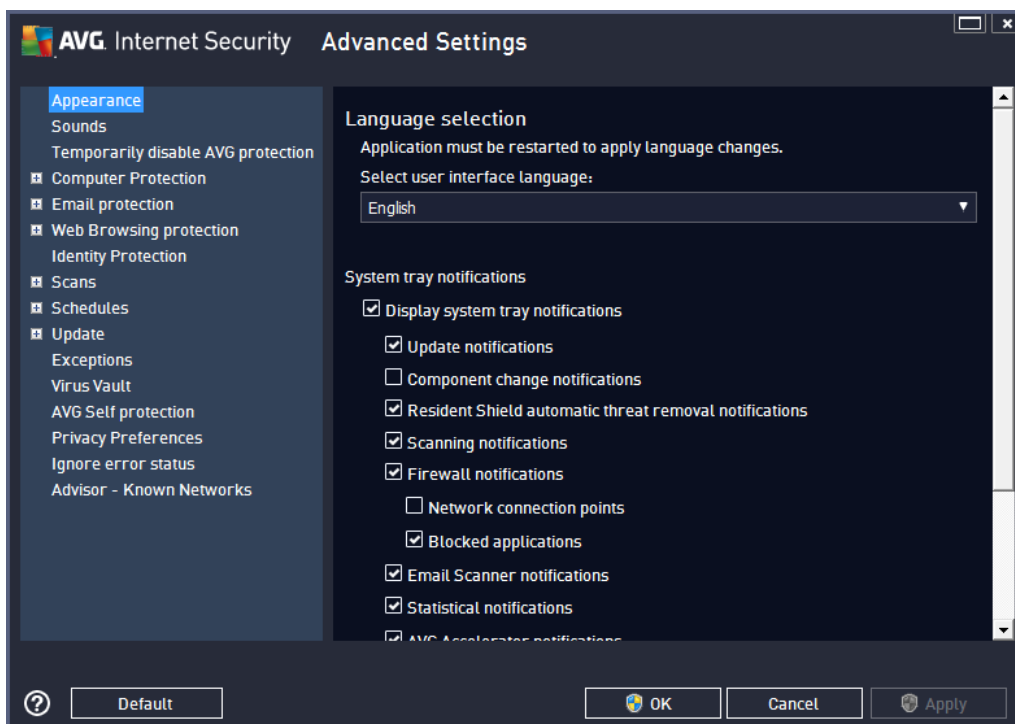 AVG. Internet Security Advanced Settings
Appearance
Sounds
Temporarily disable AVG protection
Computer Protection
Email protection
Web Browsing protection
Identity Protection
Scans
Schedules
Update
Exceptions
Virus Vault
AVG Self protection
Privacy Preferences
Ignore error status
Advisor - Known Networks
Language selection
Application must be restarted to apply language changes.
Select user interface language:
English
System tray notifications
Display system tray notifications
Update notifications
Component change notifications
Resident Shield automatic threat removal notifications
Scanning notifications
Firewall notifications
Network connection points
Blocked applications
Email Scanner notifications
Statistical notifications
AVG Accelerator notifications
Default
OK
Cancel
Apply